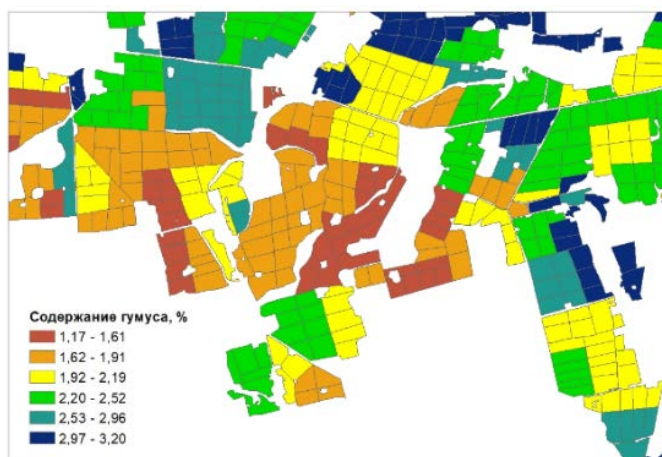 Содержание гумуса, %
1,17 - 1,61
1,62 - 1,91
1,92 - 2,19
2,20 - 2,52
2,53 - 2,96
2,97 - 3,20